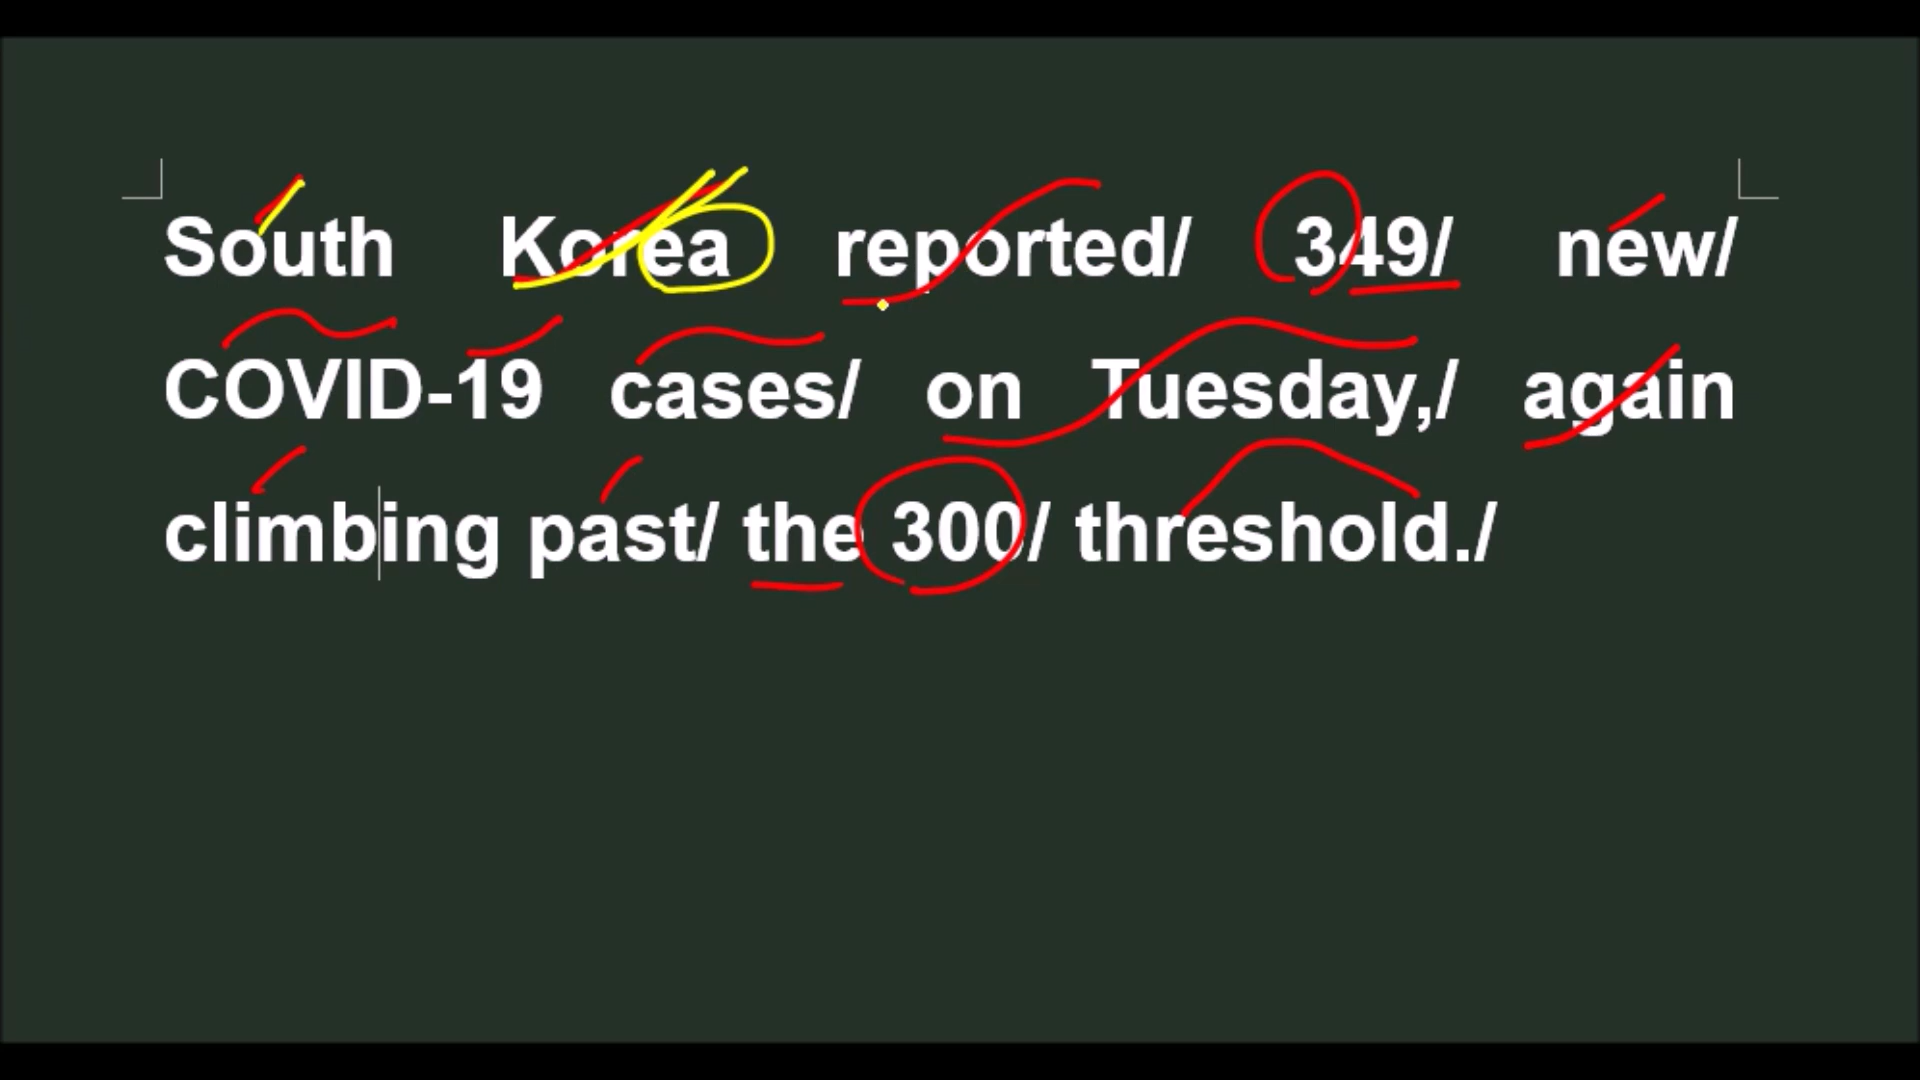 South Korea reported/ 349/ new/
COVID-19 cases/ on Tuesday,/ again
climbing past/ the 300/ threshold./